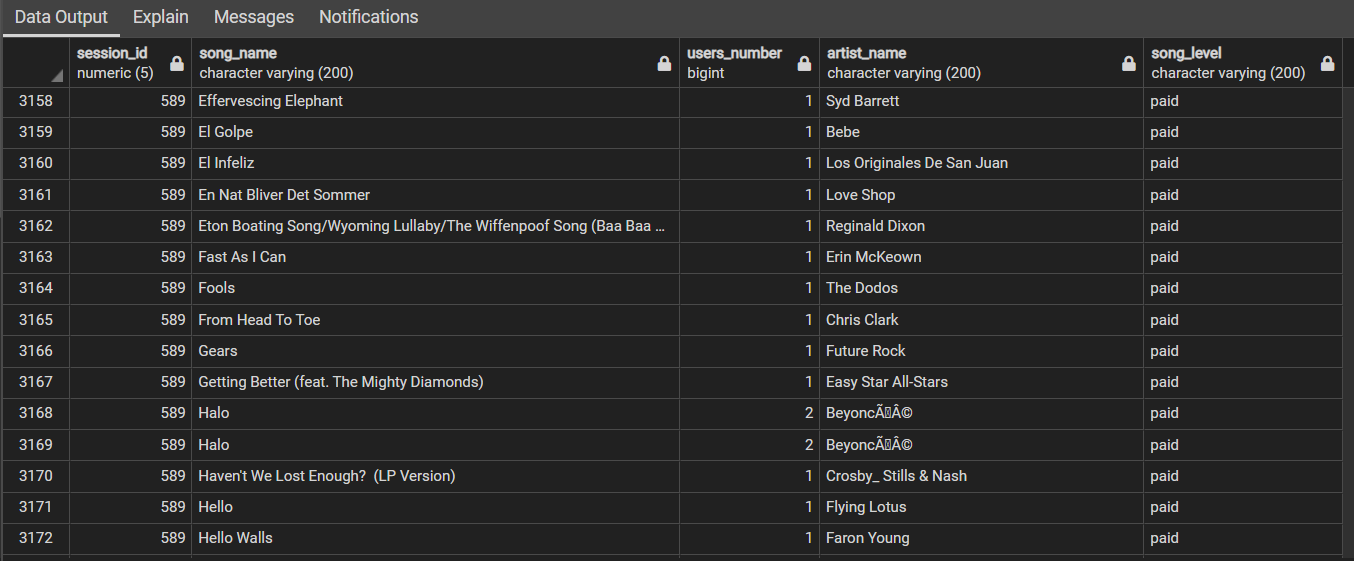 Data Output Explain Messages Notifications
session_id song_name users_number artist_name song_level
numeric (5) character varying (200) bigint character varying (200) character varying (200)
3158 589 Effervescing Elephant 1 Syd Barrett paid
3159 589 El Golpe 1 Bebe paid
3160 589 El Infeliz 1 Los Originales De San Juan paid
3161 589 En Nat Bliver Det Sommer 1 Love Shop paid
3162 589 Eton Boating Song/Wyoming Lullaby/The Wiffenpoof Song (Baa Baa ... 1 Reginald Dixon paid
3163 589 Fast As I Can 1 Erin McKeown paid
3164 589 Fools 1 The Dodos paid
3165 589 From Head To Toe 1 Chris Clark paid
3166 589 Gears 1 Future Rock paid
3167 589 Getting Better (feat. The Mighty Diamonds) 1 Easy Star All-Stars paid
3168 589 Halo 2 BeyoncÃ▯Â© paid
3169 589 Halo 2 BeyoncÃ▯Â© paid
3170 589 Haven't We Lost Enough?  (LP Version) 1 Crosby_ Stills & Nash paid
3171 589 Hello 1 Flying Lotus paid
3172 589 Hello Walls 1 Faron Young paid